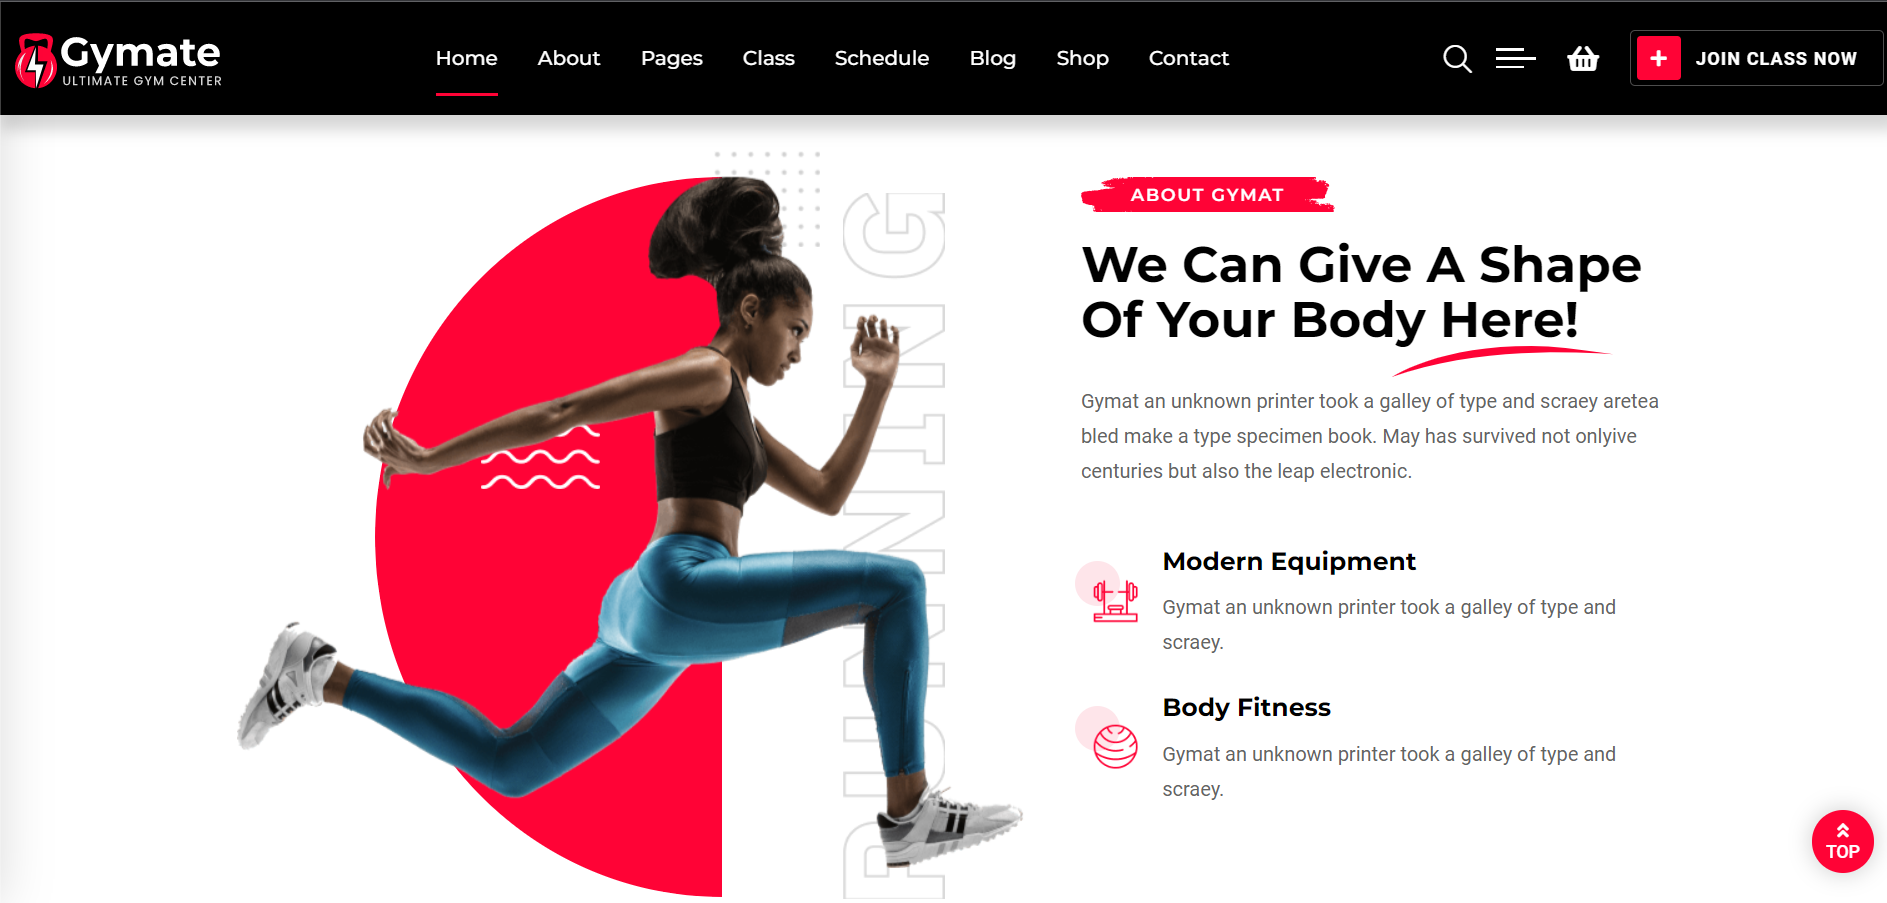 Gymate
ULTIMATE GYM CENTER
Home About Pages Class Schedule Blog Shop Contact
JOIN CLASS NOW
RUNNING
ABOUT GYMAT
We Can Give A Shape
Of Your Body Here!
Gymat an unknown printer took a galley of type and scraey aretea
bled make a type specimen book. May has survived not onlyive
centuries but also the leap electronic.
Modern Equipment
Gymat an unknown printer took a galley of type and
scraey.
Body Fitness
Gymat an unknown printer took a galley of type and
scraey.
TOP